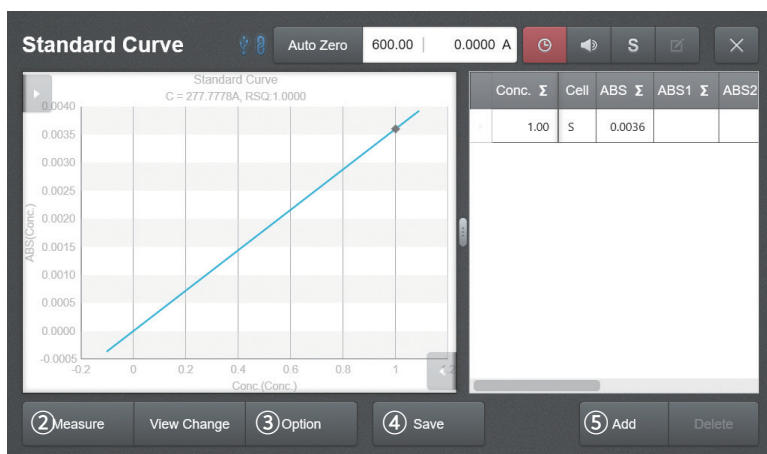 Standard Curve
Auto Zero
600.00
0.0000 A
S
Standard Curve
C = 277.7778A, RSQ:1.0000
ABS(Conc.)
0.0040
0.0035
0.0030
0.0025
0.0020
0.0015
0.0010
0.0005
0.0000
-0.0005
-0.2 0 0.2 0.4 0.6 0.8 1
Conc.(Conc.)
Conc. Σ Cell ABS Σ ABS1 Σ ABS2
1.00 S 0.0036
②Measure
View Change
③Option
④ Save
⑤ Add
Delete